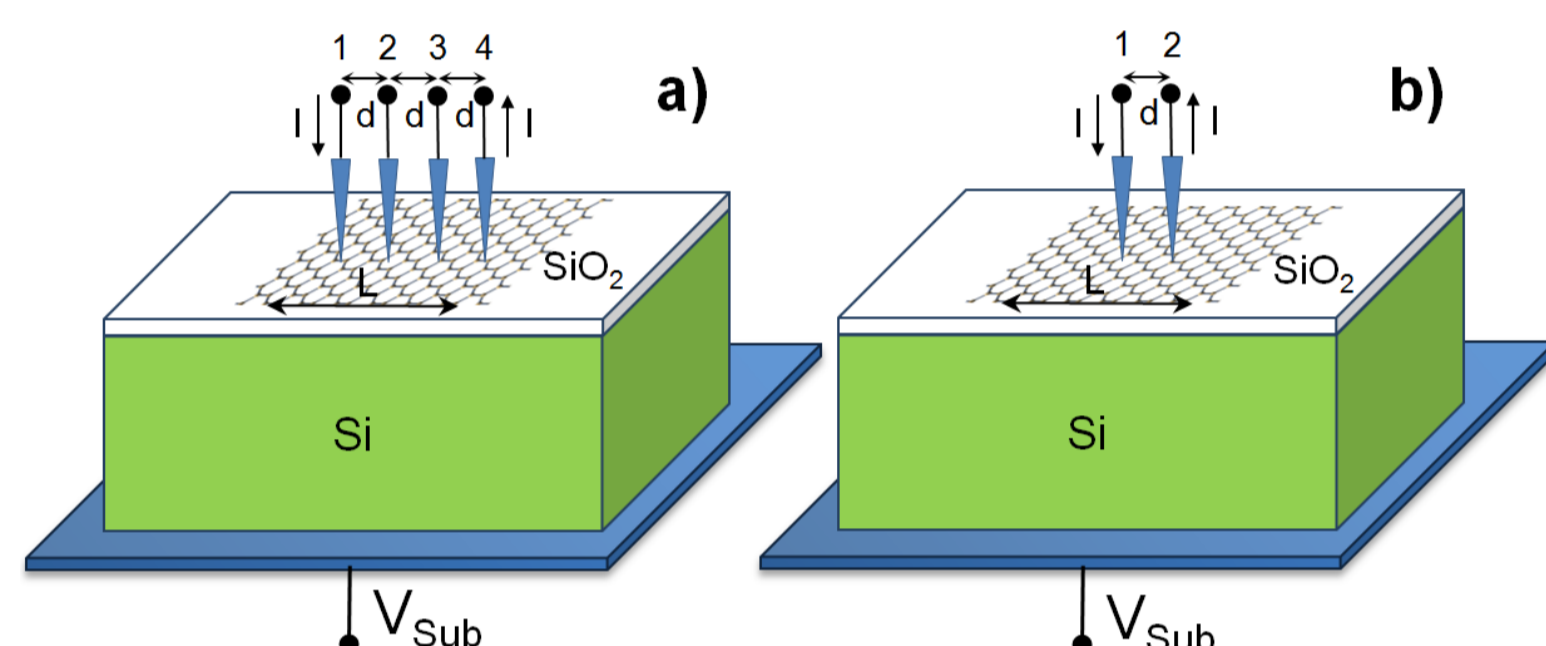 1 2 3 4
a)
I d d d I
L
SiO2
Si
VSub
1 2
b)
I d I
L
SiO2
Si
VSub